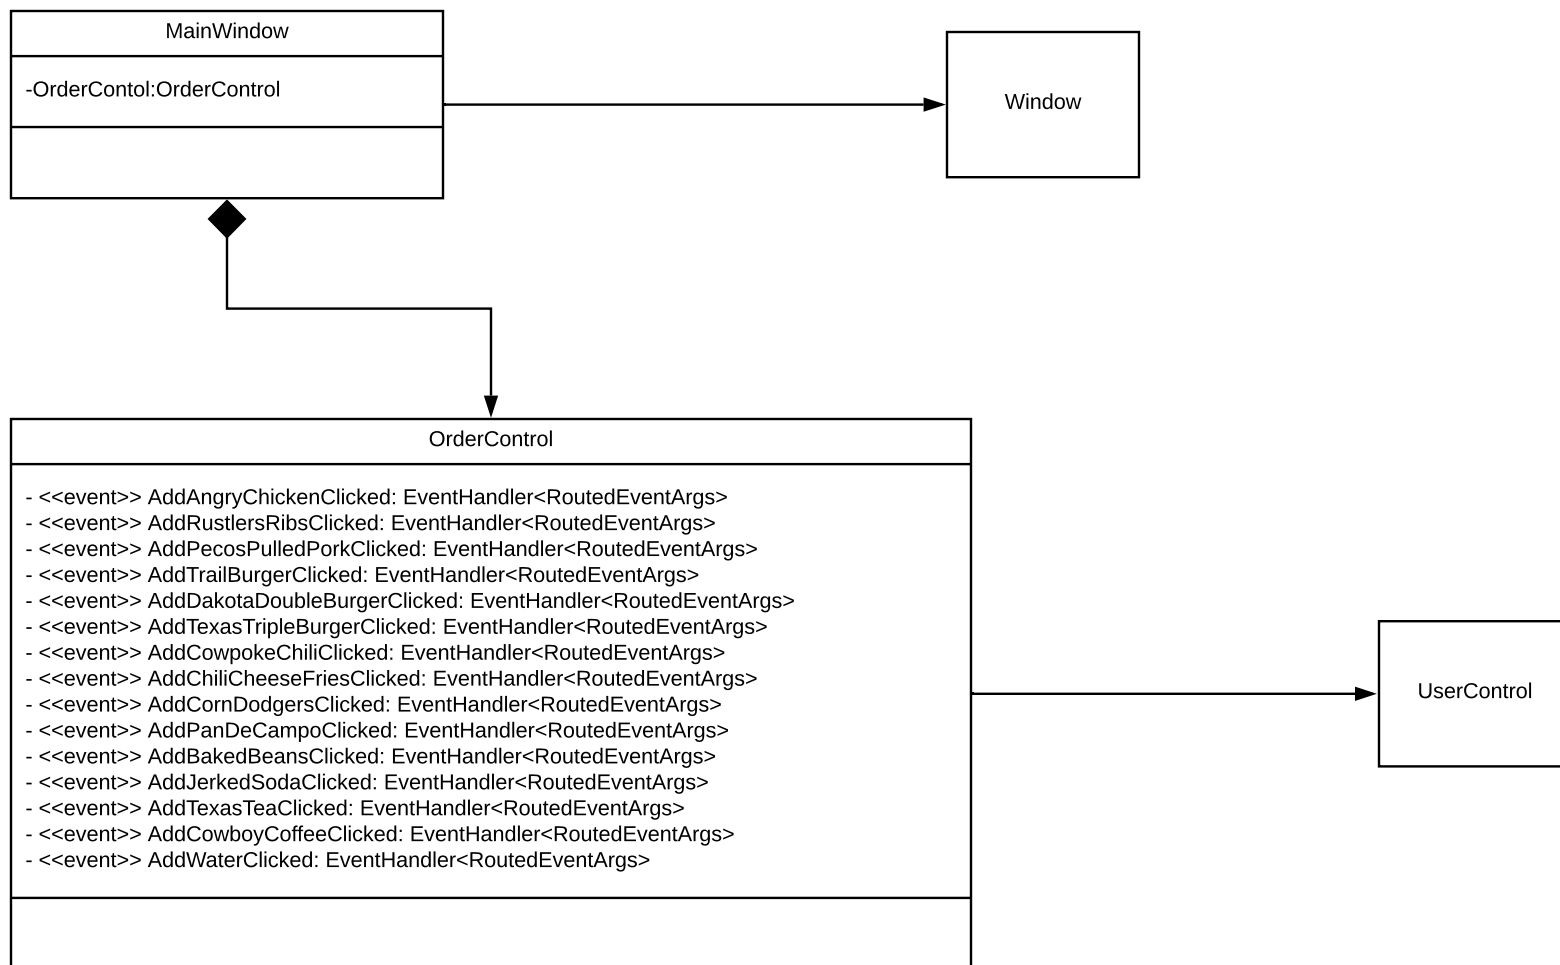 MainWindow
-OrderContol:OrderControl
Window
OrderControl
- <<event>> AddAngryChickenClicked: EventHandler<RoutedEventArgs>
- <<event>> AddRustlersRibsClicked: EventHandler<RoutedEventArgs>
- <<event>> AddPecosPulledPorkClicked: EventHandler<RoutedEventArgs>
- <<event>> AddTrailBurgerClicked: EventHandler<RoutedEventArgs>
- <<event>> AddDakotaDoubleBurgerClicked: EventHandler<RoutedEventArgs>
- <<event>> AddTexasTripleBurgerClicked: EventHandler<RoutedEventArgs>
- <<event>> AddCowpokeChiliClicked: EventHandler<RoutedEventArgs>
- <<event>> AddChiliCheeseFriesClicked: EventHandler<RoutedEventArgs>
- <<event>> AddCornDodgersClicked: EventHandler<RoutedEventArgs>
- <<event>> AddPanDeCampoClicked: EventHandler<RoutedEventArgs>
- <<event>> AddBakedBeansClicked: EventHandler<RoutedEventArgs>
- <<event>> AddJerkedSodaClicked: EventHandler<RoutedEventArgs>
- <<event>> AddTexasTeaClicked: EventHandler<RoutedEventArgs>
- <<event>> AddCowboyCoffeeClicked: EventHandler<RoutedEventArgs>
- <<event>> AddWaterClicked: EventHandler<RoutedEventArgs>
UserControl